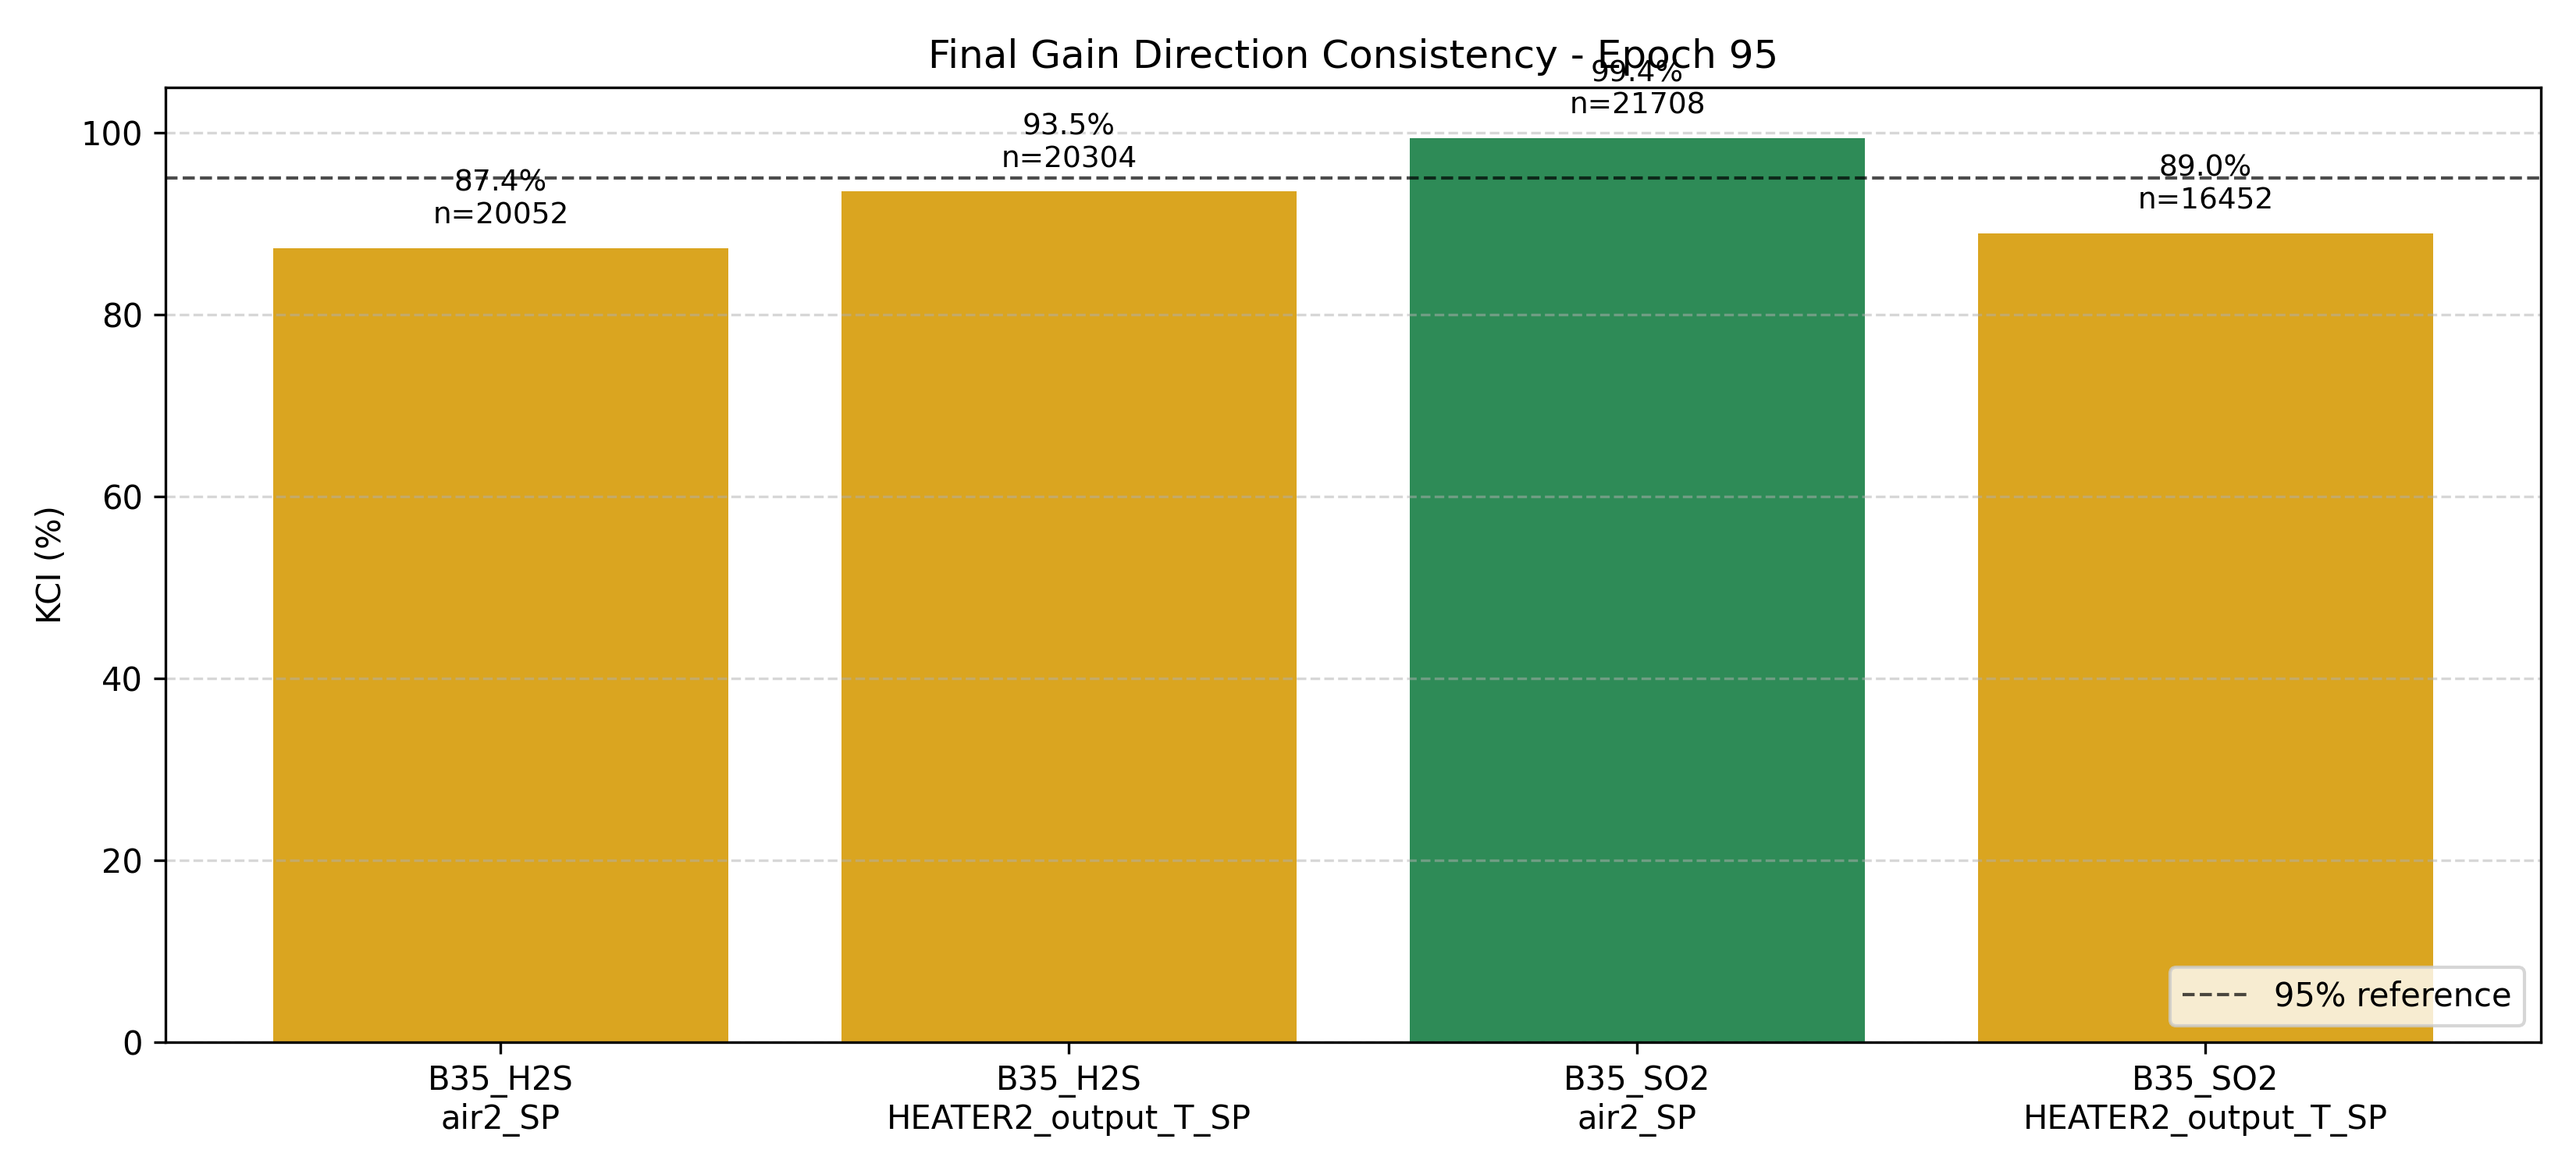 Final Gain Direction Consistency - Epoch 95
99.4%
n=21708
93.5%
n=20304
87.4%
n=20052
89.0%
n=16452
KCI (%)
100
80
60
40
20
0
95% reference
B35_H2S
air2_SP
B35_H2S
HEATER2_output_T_SP
B35_SO2
air2_SP
B35_SO2
HEATER2_output_T_SP